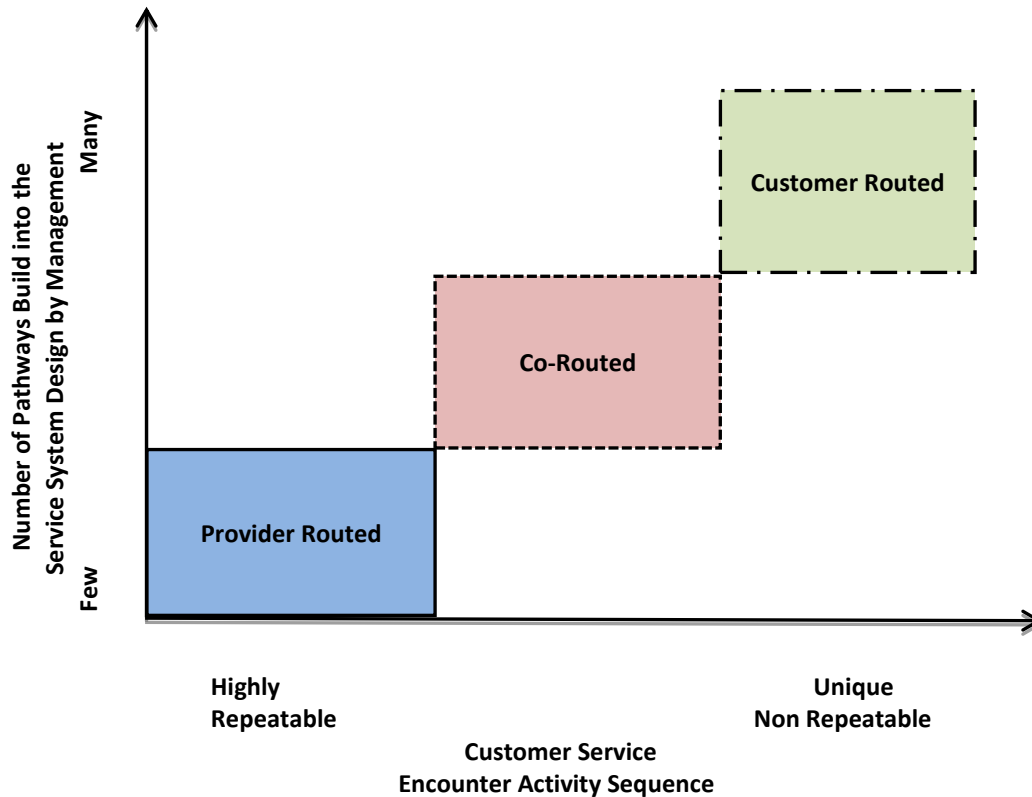 Number of Pathways Build into the
Service System Design by Management
Many
Few
Customer Routed
Co-Routed
Provider Routed
Highly
Repeatable
Unique
Non Repeatable
Customer Service
Encounter Activity Sequence